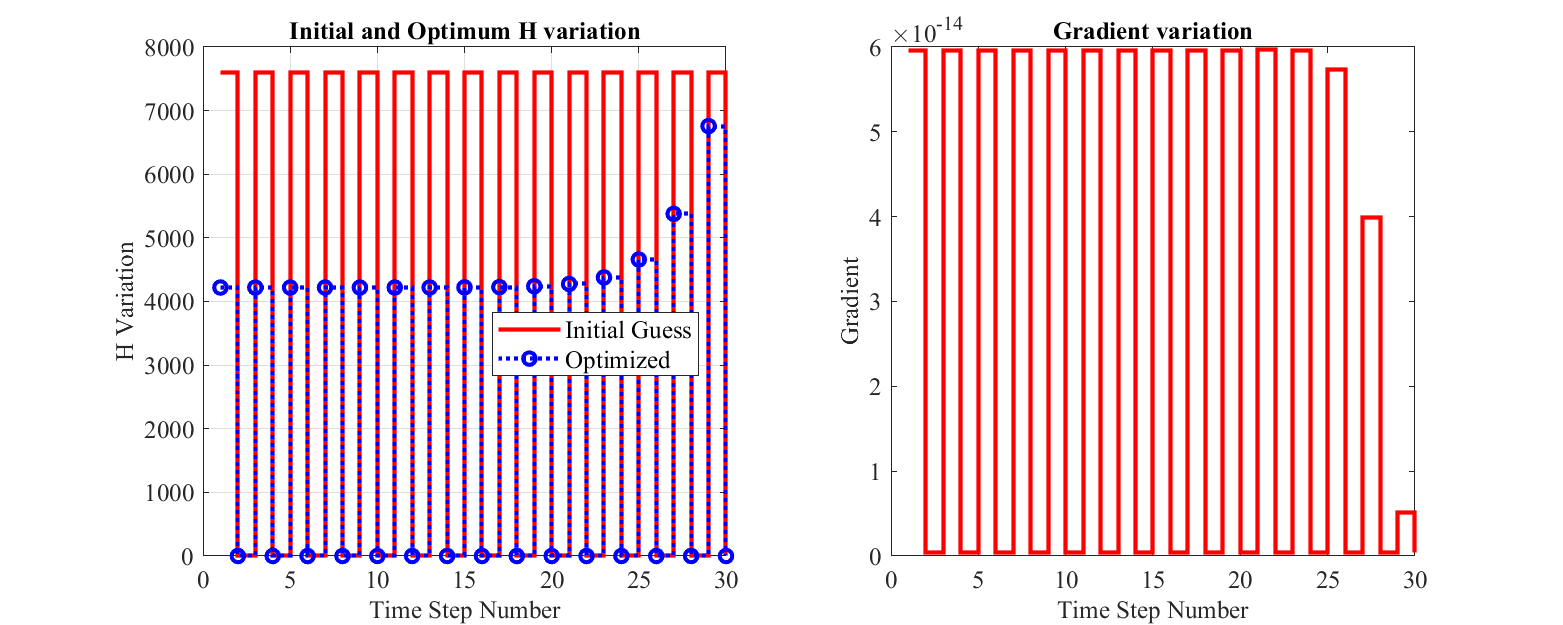 Initial and Optimum H variation
8000
7000
6000
5000
4000
3000
2000
1000
0
H Variation
Initial Guess
Optimized
0 5 10 15 20 25 30
Time Step Number
×10-14
Gradient variation
6
5
4
3
2
1
0
Gradient
0 5 10 15 20 25 30
Time Step Number